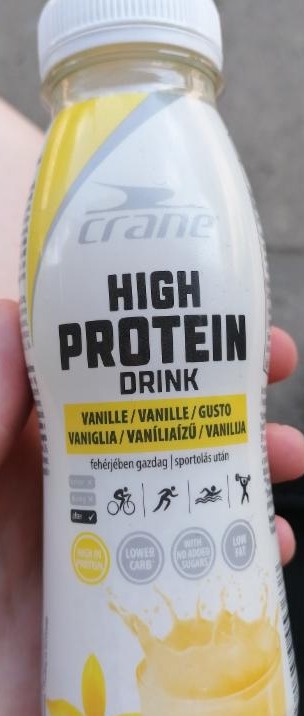 crane
HIGH
PROTEIN
DRINK
VANILLE / VANILLE / GUSTO
VANIGLIA / VANÍLIAÍZŰ / VANILIJA
fehérjében gazdag | sportolás után
after
HIGH IN
PROTEIN
LOWER
CARB*
WITH
NO ADDED
SUGARS
LOW
FAT